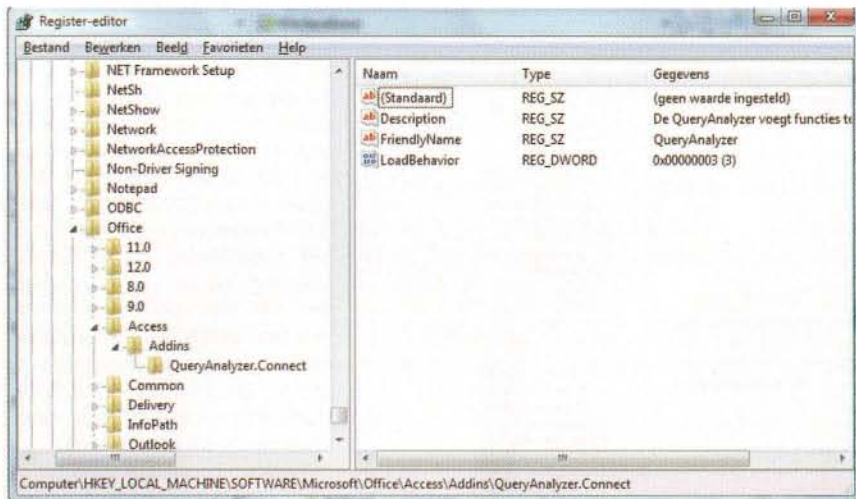 Register-editor
Bestand Bewerken Beeld Favorieten Help
NET Framework Setup
NetSh
NetShow
Network
NetworkAccessProtection
Non-Driver Signing
Notepad
ODBC
Office
11.0
12.0
8.0
9.0
Access
Addins
QueryAnalyzer.Connect
Common
Delivery
InfoPath
Outlook
Naam Type Gegevens
(Standaard) REG_SZ (geen waarde ingesteld)
Description REG_SZ De QueryAnalyzer voegt functies te
FriendlyName REG_SZ QueryAnalyzer
LoadBehavior REG_DWORD 0x00000003 (3)
Computer\HKEY_LOCAL_MACHINE\SOFTWARE\Microsoft\Office\Access\Addins\QueryAnalyzer.Connect